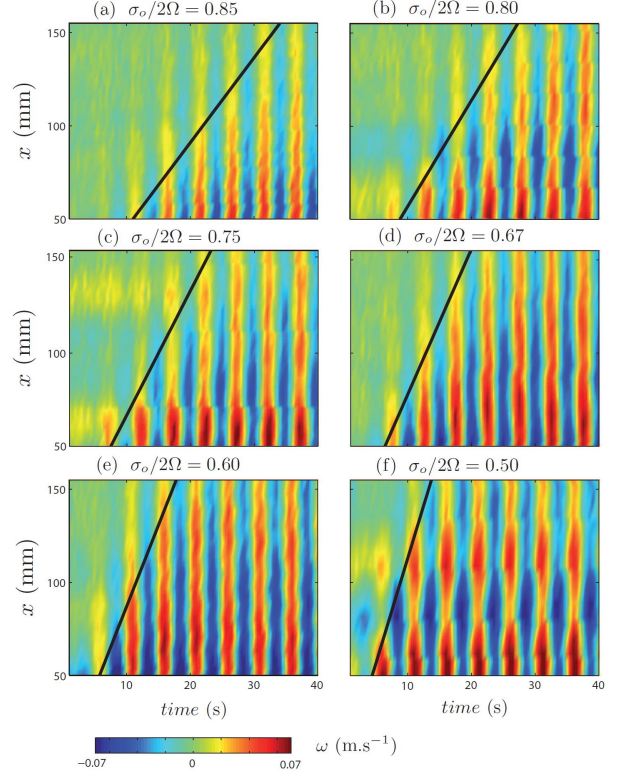 (a) σₒ/2Ω = 0.85
(b) σₒ/2Ω = 0.80
x (mm)
150
100
50
(c) σₒ/2Ω = 0.75
(d) σₒ/2Ω = 0.67
x (mm)
150
100
50
(e) σₒ/2Ω = 0.60
(f) σₒ/2Ω = 0.50
x (mm)
150
100
50
10 20 30 40
10 20 30 40
time (s)
time (s)
ω (m.s⁻¹)
−0.07 0 0.07